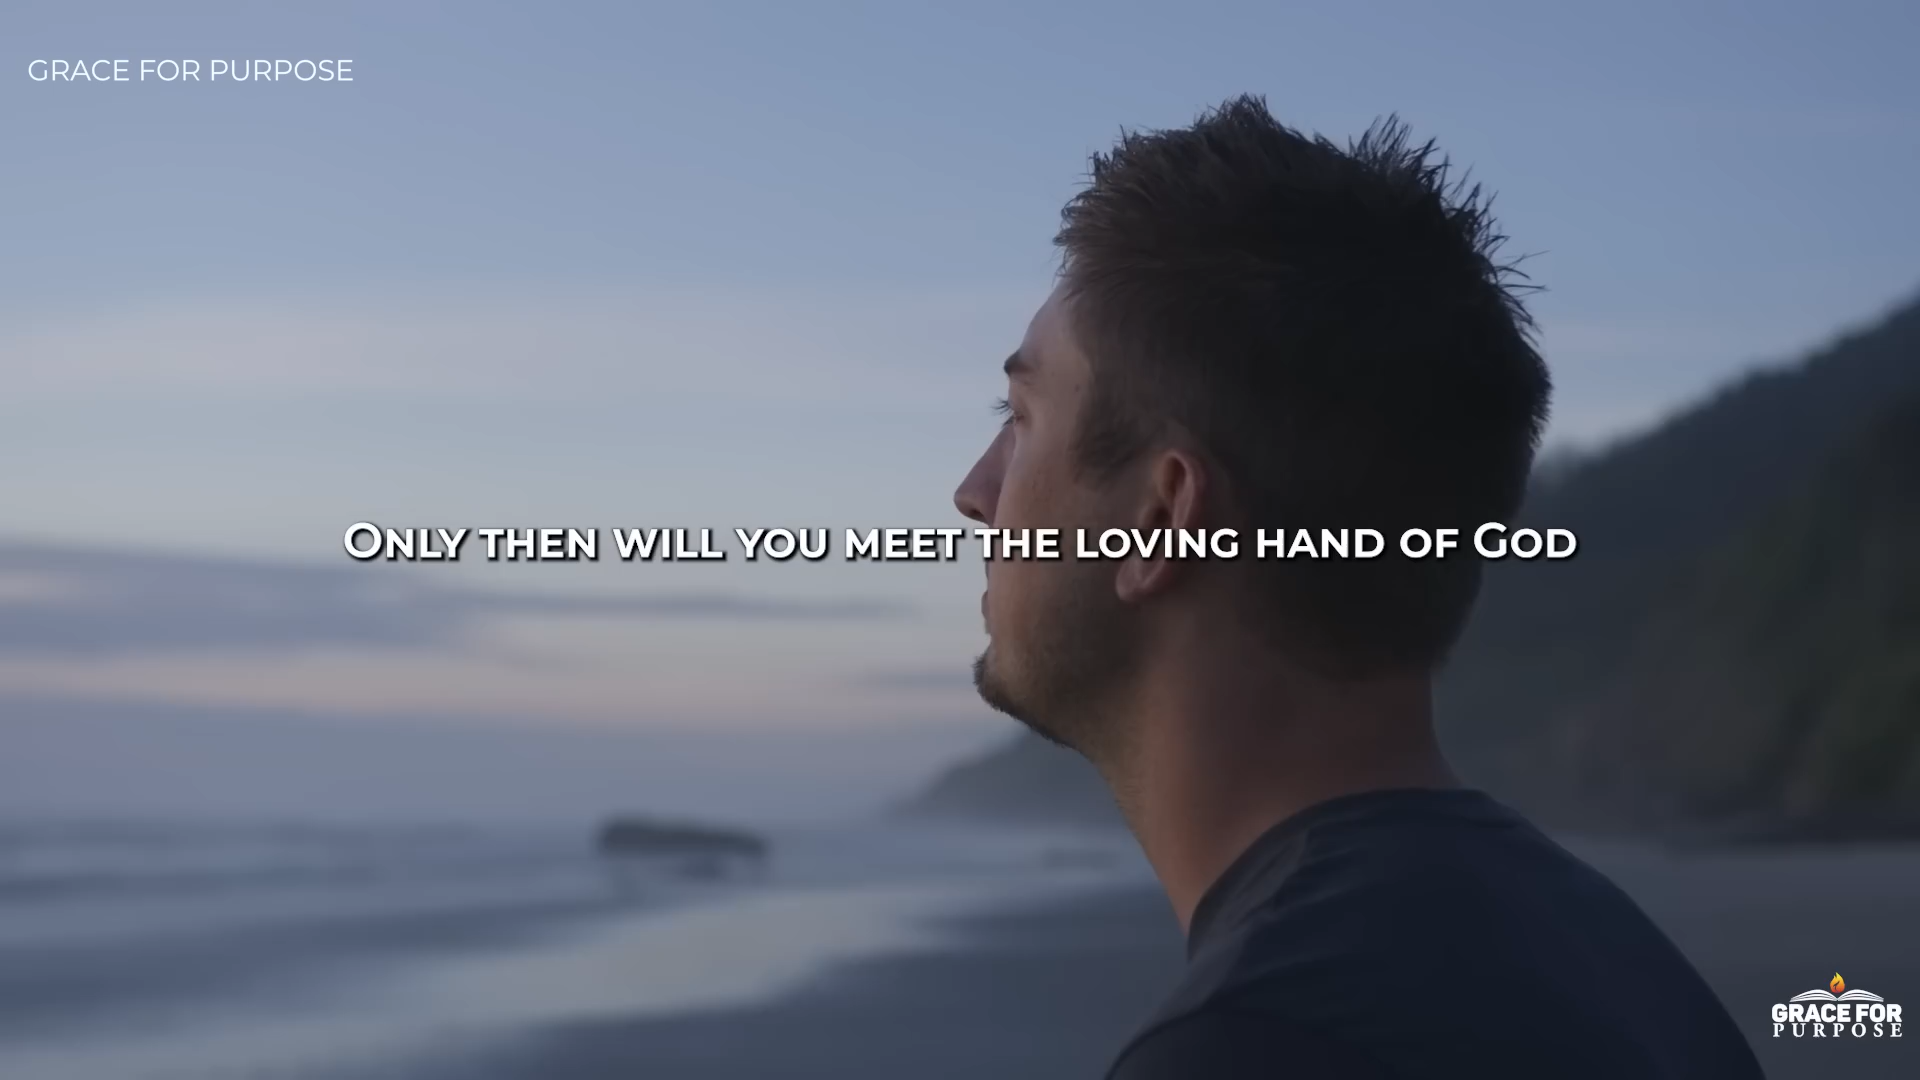 GRACE FOR PURPOSE
Only then will you meet the loving hand of God
GRACE FOR
PURPOSE